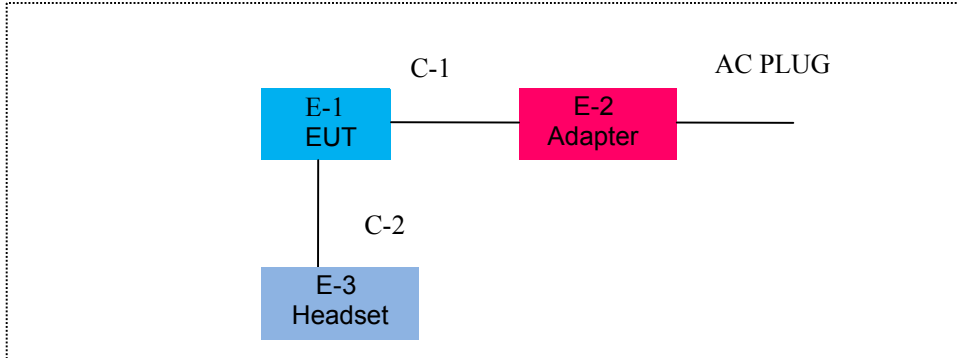 C-1
AC PLUG
E-1
EUT
E-2
Adapter
C-2
E-3
Headset